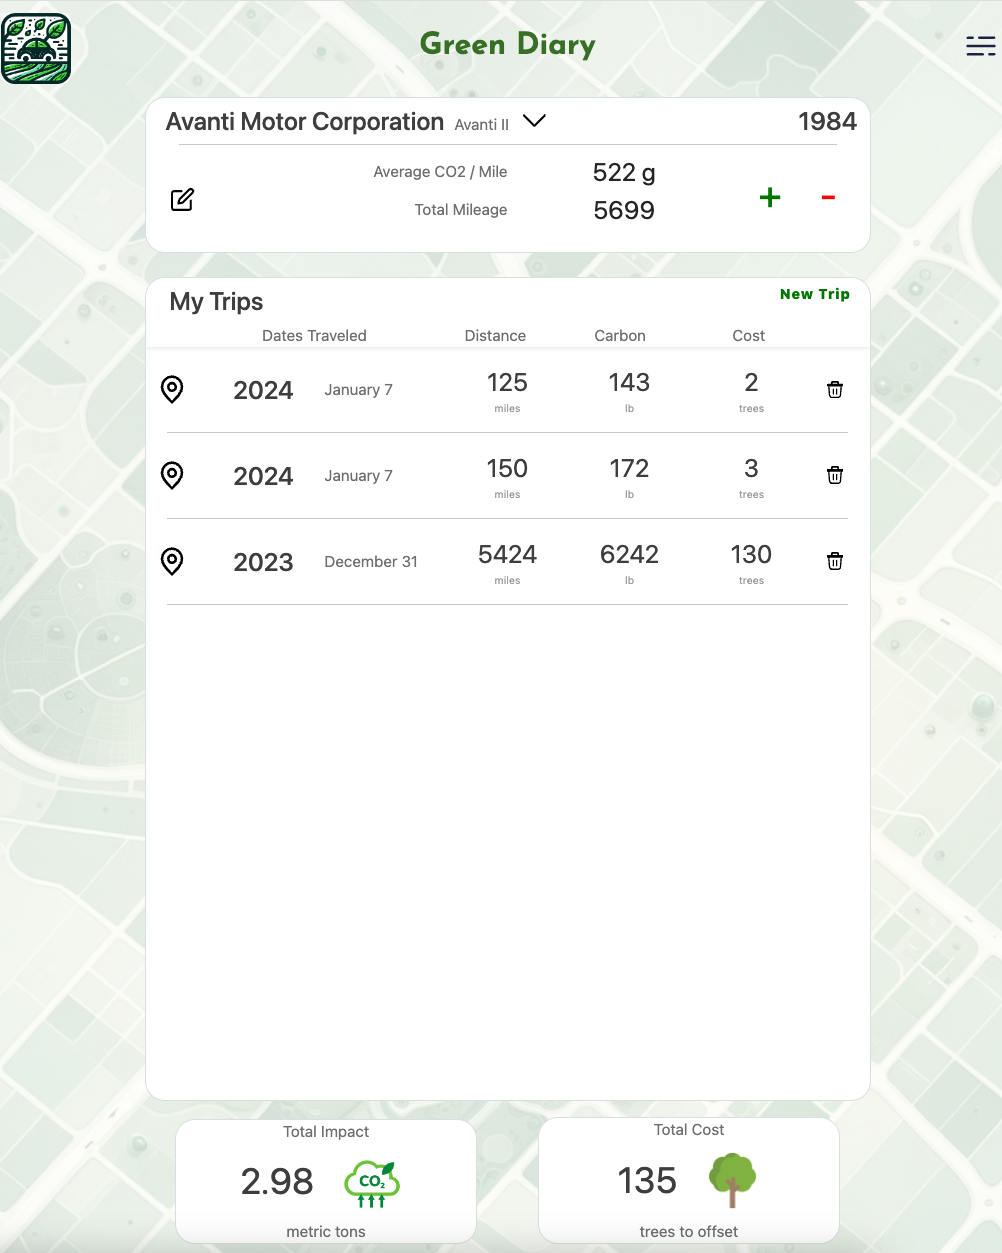 Green Diary
Avanti Motor Corporation Avanti II 1984
Average CO2 / Mile 522 g
Total Mileage 5699
+ -
My Trips
New Trip
Dates Traveled Distance Carbon Cost
2024 January 7 125 miles 143 lb 2 trees
2024 January 7 150 miles 172 lb 3 trees
2023 December 31 5424 miles 6242 lb 130 trees
Total Impact
2.98 CO2
metric tons
Total Cost
135
trees to offset